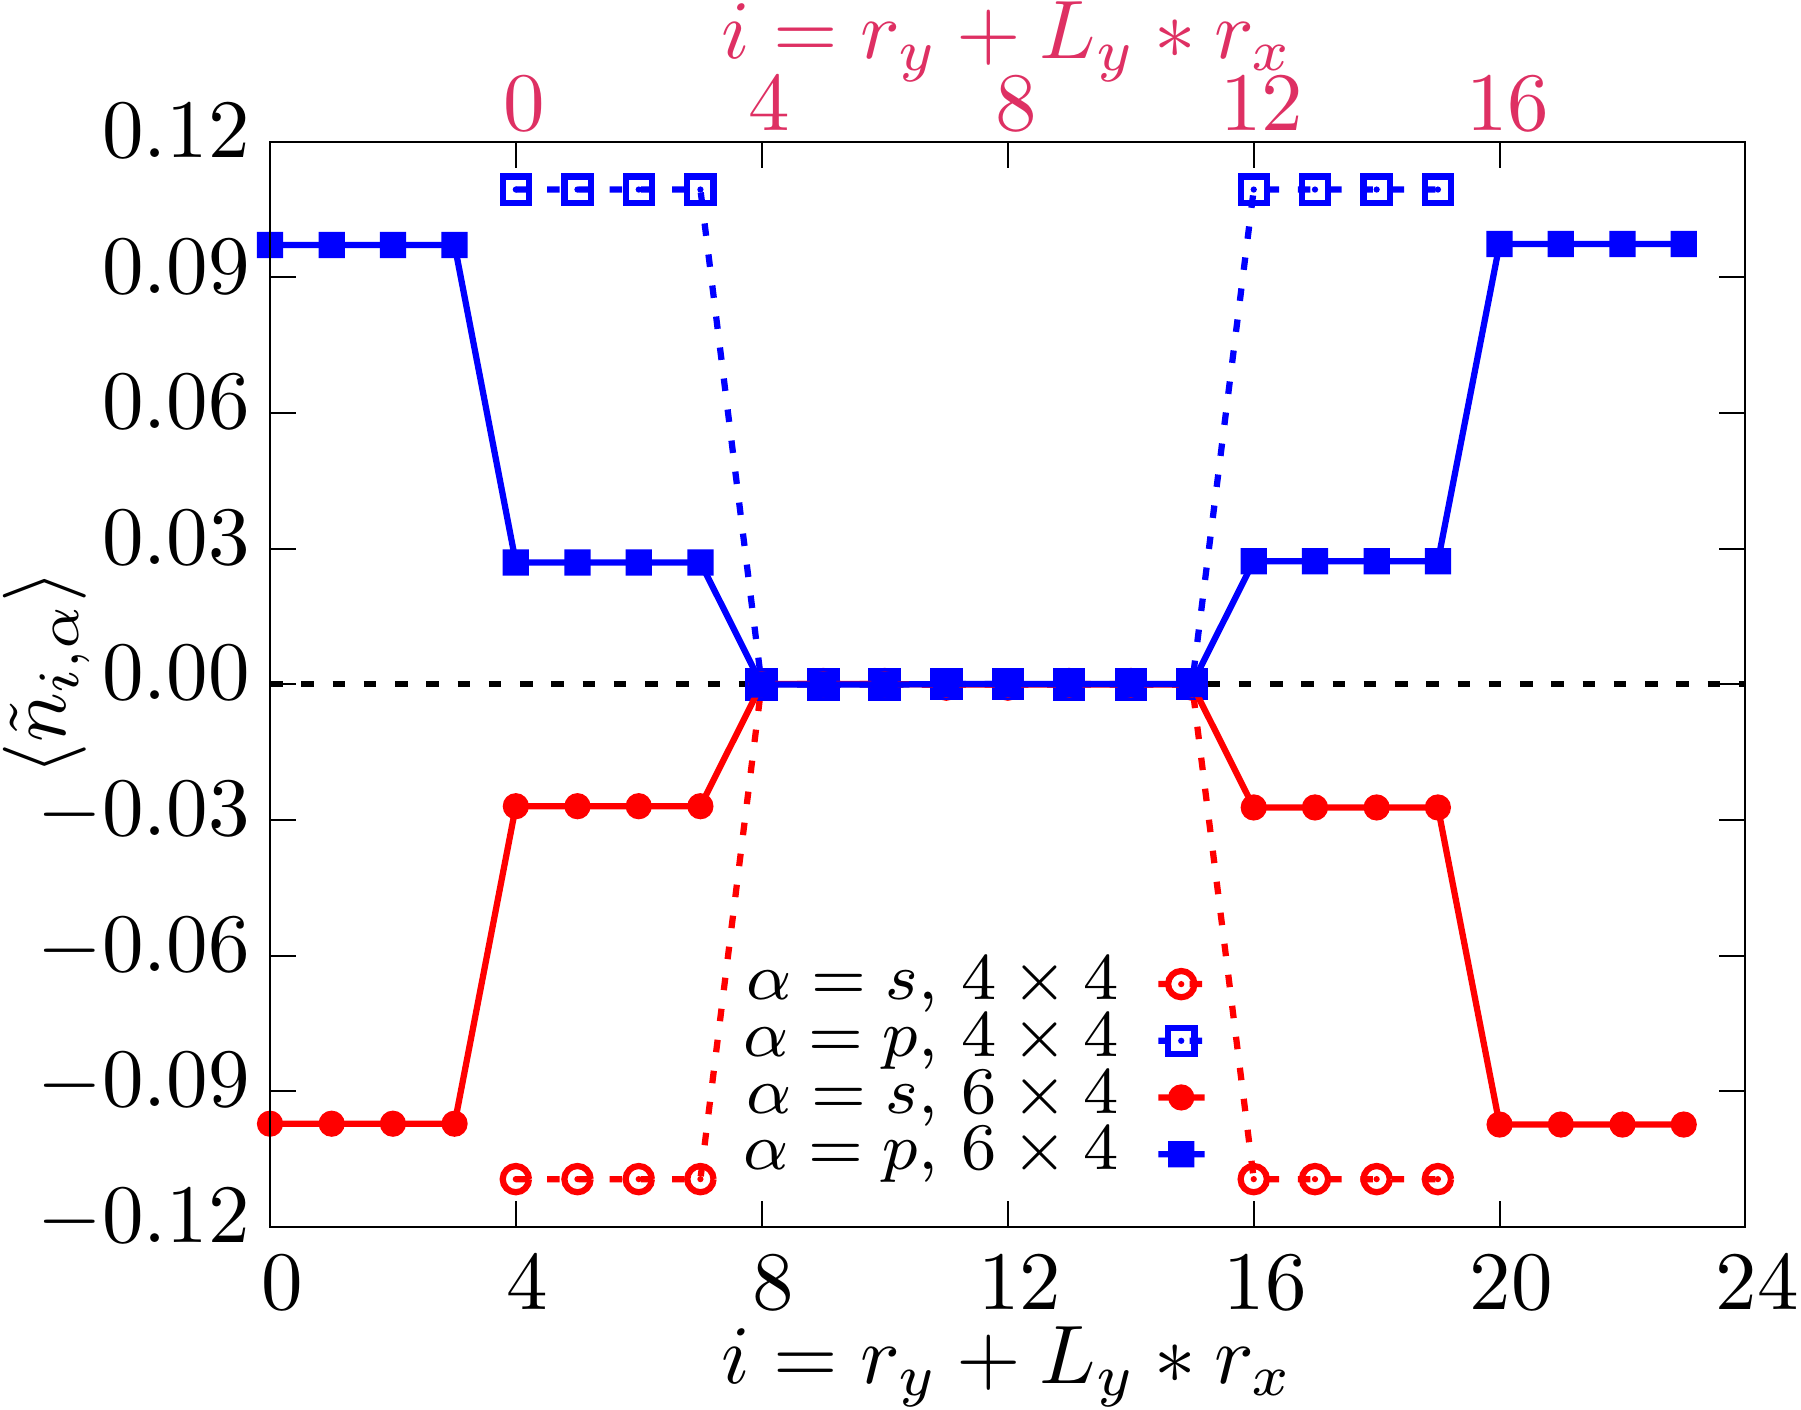 i = r_y + L_y * r_x
0 4 8 12 16
0.12
0.09
0.06
0.03
0.00
−0.03
−0.06
−0.09
−0.12
⟨ñ_{i,α}⟩
α = s, 4 × 4
α = p, 4 × 4
α = s, 6 × 4
α = p, 6 × 4
0 4 8 12 16 20 24
i = r_y + L_y * r_x